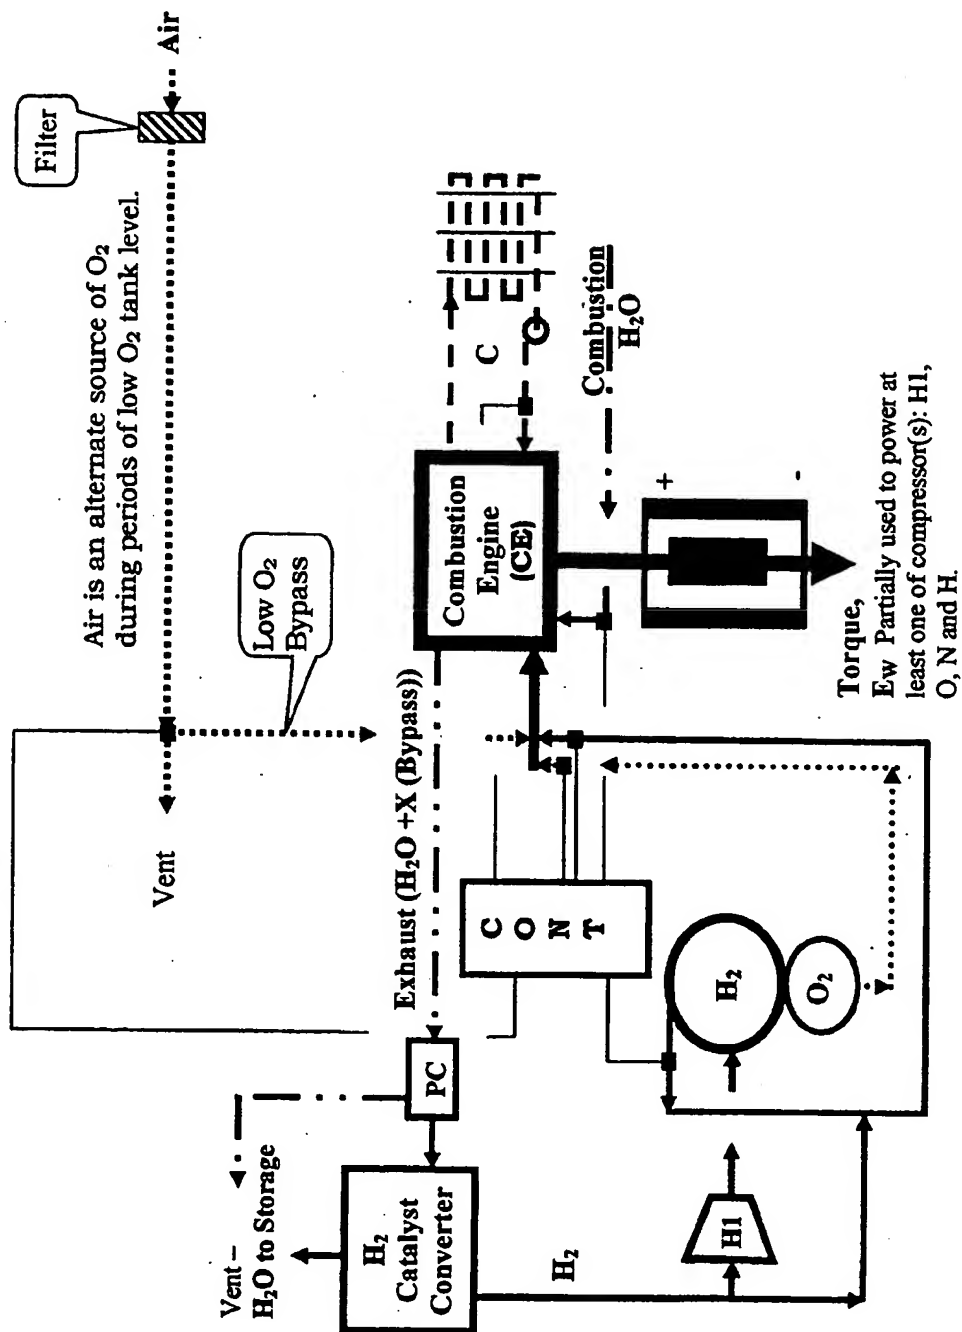 Air
Filter
Air is an alternate source of O₂
during periods of low O₂ tank level.
Low O₂
Bypass
Vent
Exhaust (H₂O +X (Bypass))
Combustion
Engine
(CE)
C
Combustion
H₂O
+
-
Torque,
Ew Partially used to power at
least one of compressor(s): H1,
O, N and H.
C
O
N
T
PC
Vent –
H₂O to Storage
H₂
Catalyst
Converter
H₂
H1
H₂
O₂